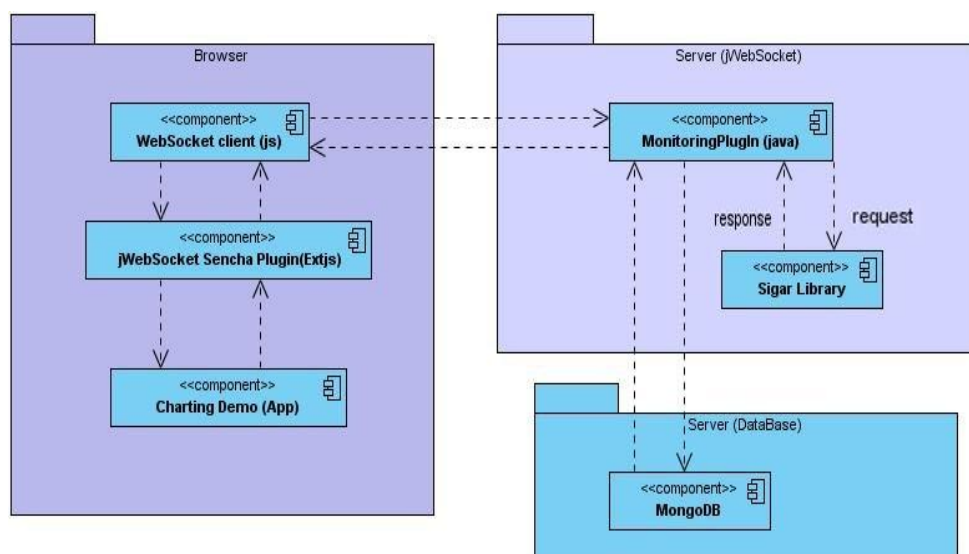 Browser
<<component>>
WebSocket client (js)
<<component>>
jWebSocket Sencha Plugin(Extjs)
<<component>>
Charting Demo (App)
Server (jWebSocket)
<<component>>
MonitoringPlugIn (java)
response
request
<<component>>
Sigar Library
Server (DataBase)
<<component>>
MongoDB